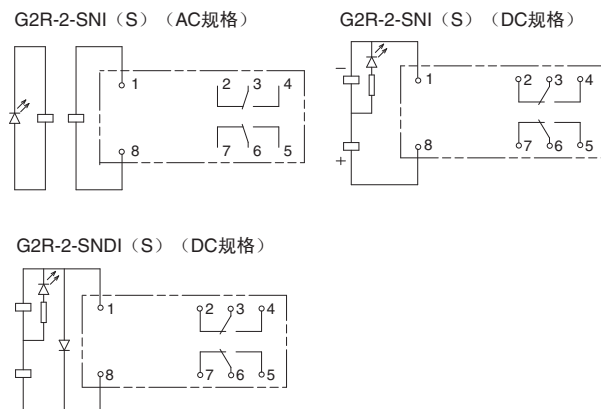 G2R-2-SNI（S）（AC规格）
1 2 3 4
8 7 6 5
G2R-2-SNI（S）（DC规格）
−
1 2 3 4
+
8 7 6 5
G2R-2-SNDI（S）（DC规格）
1 2 3 4
8 7 6 5